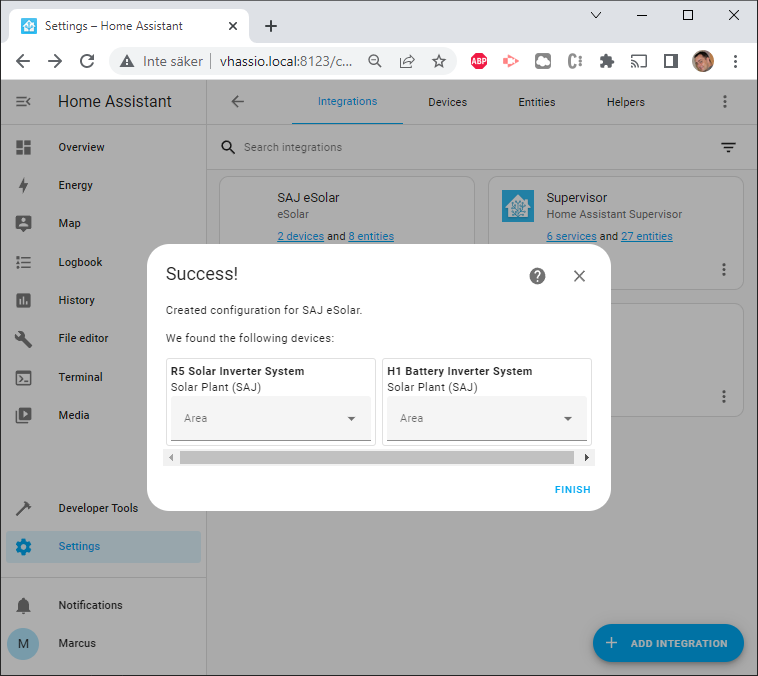 Settings – Home Assistant
Inte säker
vhassio.local:8123/c...
ABP
Home Assistant
Integrations
Devices
Entities
Helpers
Search integrations
Overview
Energy
Map
Logbook
History
File editor
Terminal
Media
Developer Tools
Settings
Notifications
M
Marcus
SAJ eSolar
eSolar
2 devices and 8 entities
Supervisor
Home Assistant Supervisor
6 services and 27 entities
Success!
Created configuration for SAJ eSolar.
We found the following devices:
R5 Solar Inverter System
Solar Plant (SAJ)
Area
H1 Battery Inverter System
Solar Plant (SAJ)
Area
FINISH
ADD INTEGRATION